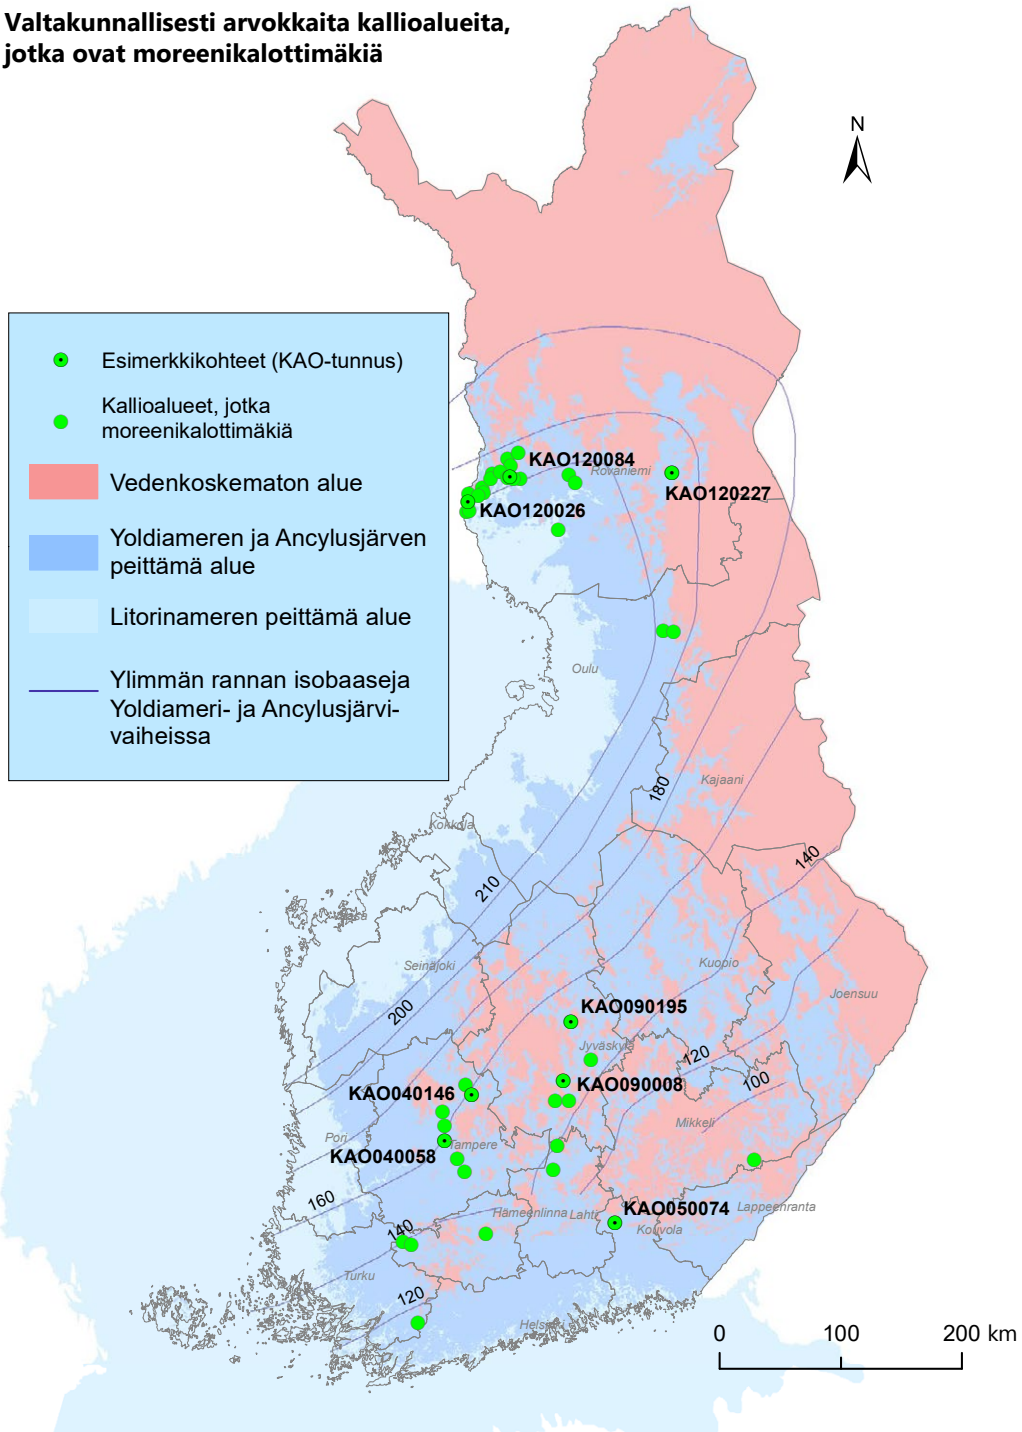 Valtakunnallisesti arvokkaita kallioalueita,
jotka ovat moreenikalottimäkiä
N
Esimerkkikohteet (KAO-tunnus)
Kallioalueet, jotka
moreenikalottimäkiä
Vedenkoskematon alue
Yoldiameren ja Ancylusjärven
peittämä alue
Litorinameren peittämä alue
Ylimmän rannan isobaaseja
Yoldiameri- ja Ancylusjärvi-
vaiheissa
KAO120084
Rovaniemi
KAO120227
KAO120026
Oulu
Kajaani
180
Kokkola
140
210
Vaasa
Seinäjoki
Kuopio
Joensuu
200
KAO090195
Jyväskylä
120
100
KAO090008
KAO040146
Mikkeli
Pori
Tampere
KAO040058
160
KAO050074
Lappeenranta
Hämeenlinna
Lahti
Kouvola
140
Turku
120
Helsinki
0 100 200 km